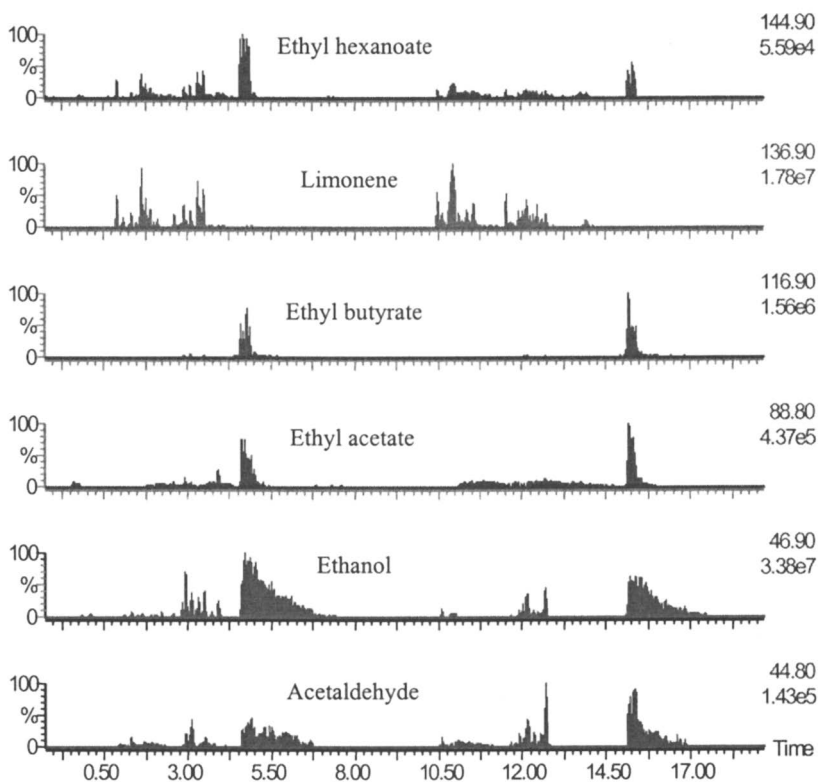 100
%
0
Ethyl hexanoate
144.90
5.59e4
100
%
0
Limonene
136.90
1.78e7
100
%
0
Ethyl butyrate
116.90
1.56e6
100
%
0
Ethyl acetate
88.80
4.37e5
100
%
0
Ethanol
46.90
3.38e7
100
%
0
Acetaldehyde
44.80
1.43e5
Time
0.50 3.00 5.50 8.00 10.50 12.00 14.50 17.00